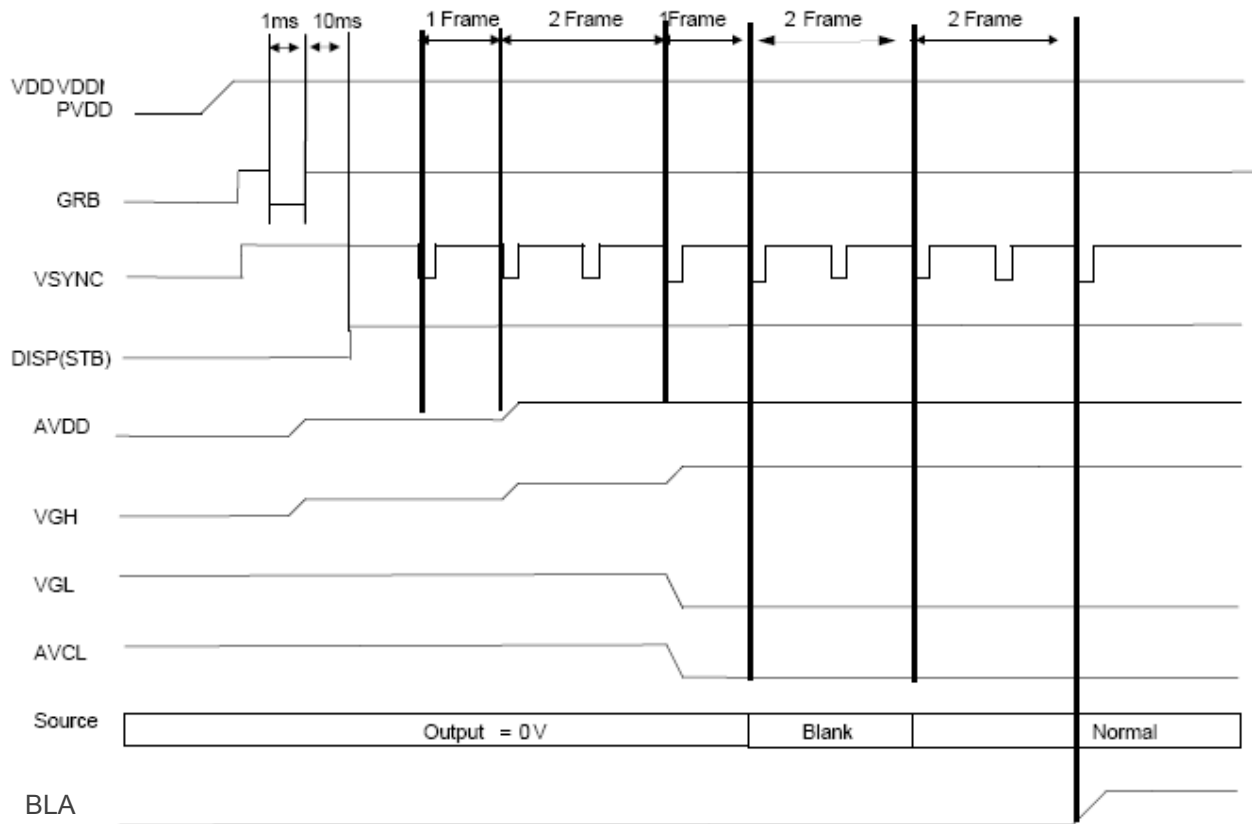 1ms 10ms 1 Frame 2 Frame 1Frame 2 Frame 2 Frame
VDD VDDI
PVDD
GRB
VSYNC
DISP(STB)
AVDD
VGH
VGL
AVCL
Source Output = 0V Blank Normal
BLA